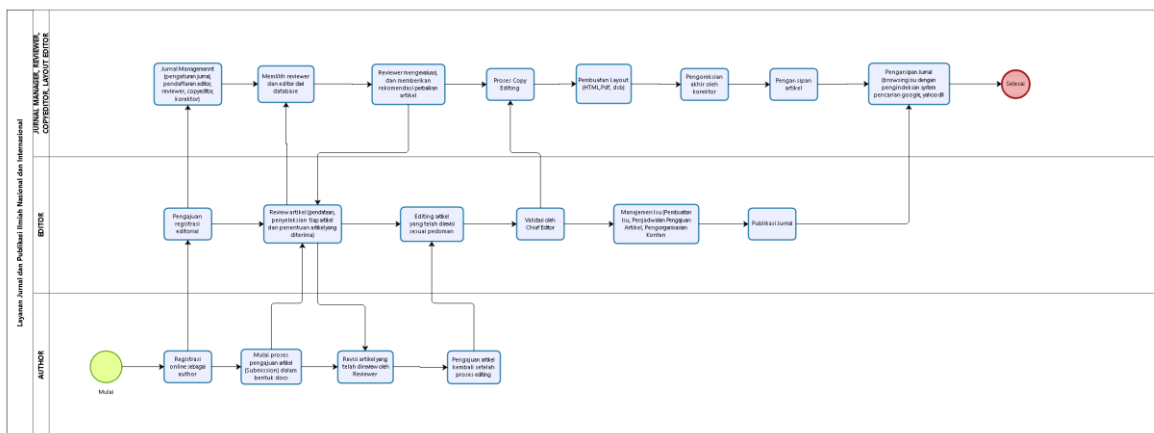 Layanan Jurnal dan Publikasi Ilmiah Nasional dan Internasional
JURNAL MANAGER, REVIEWER,
COPYEDITOR, LAYOUT EDITOR
Jurnal Management
(pengaturan jurnal,
pendaftaran editor,
reviewer, copyeditor,
korektor)
Memilih reviewer
dan editor dari
database
Reviewer mengevaluasi,
dan memberikan
rekomendasi perbaikan
artikel
Proses Copy
Editing
Pembuatan Layout
(HTML, Pdf, dsb)
Pengoreksian
akhir oleh
korektor
Pengar-sipan
artikel
Pengarsipan Jurnal
(browsing isu dengan
pengindeksan system
pencarian google, yahoo dll
Selesai
EDITOR
Pengajuan
registrasi
editorial
Review artikel (pendataan,
penyeleksian tiap artikel
dan penentuan artikel yang
diterima)
Editing artikel
yang telah direvisi
sesuai pedoman
Validasi oleh
Chief Editor
Manajemen Isu (Pembuatan
Isu, Penjadwalan Pengajuan
Artikel, Pengorganisasian
Konten
Publikasi Jurnal
AUTHOR
Mulai
Registrasi
online sebagai
author
Mulai proses
pengajuan artikel
(Submission) dalam
bentuk docx
Revisi artikel yang
telah direview oleh
Reviewer
Pengajuan artikel
kembali setelah
proses editing